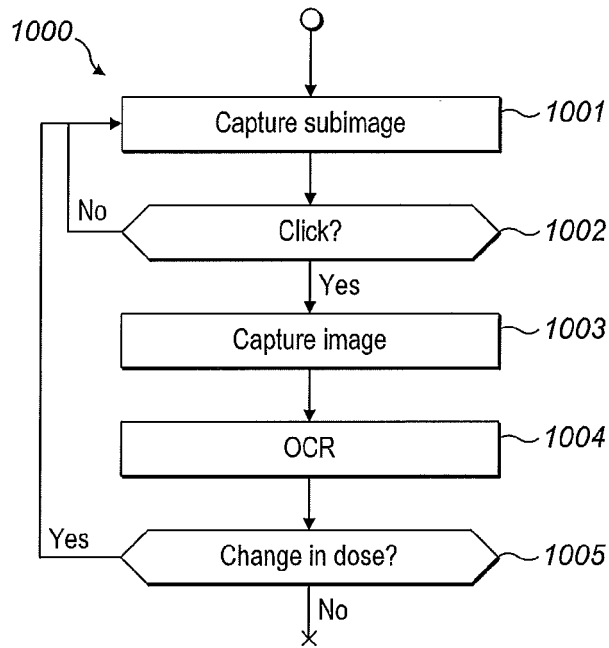 1000
Capture subimage
1001
No
Click?
1002
Yes
Capture image
1003
OCR
1004
Yes
Change in dose?
1005
No